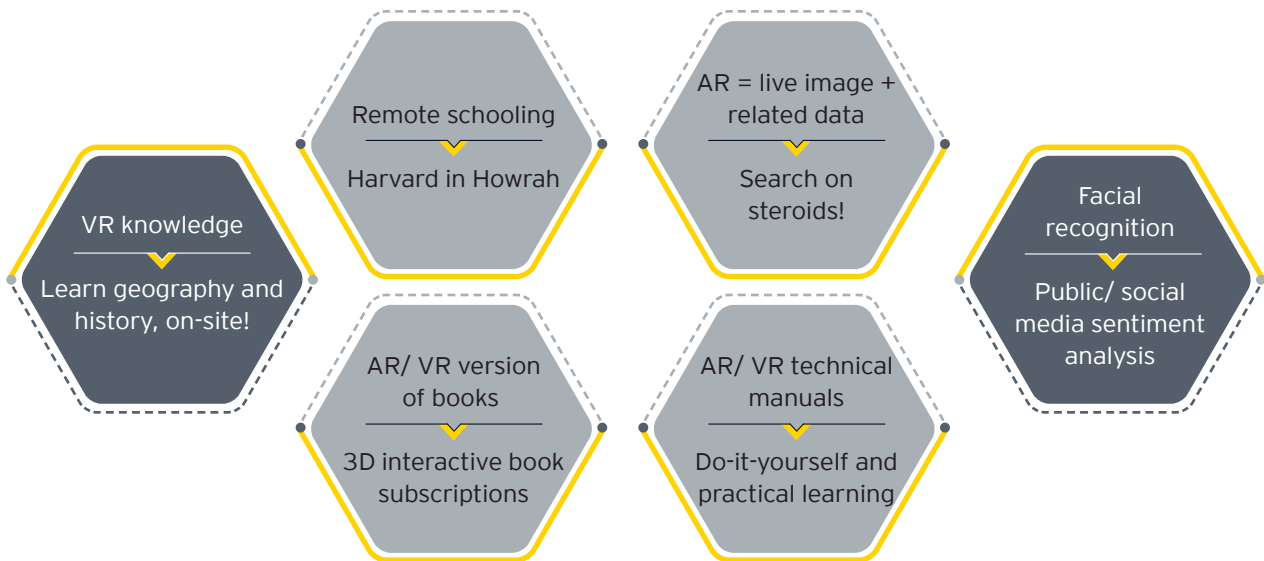 VR knowledge
Learn geography and
history, on-site!
Remote schooling
Harvard in Howrah
AR = live image +
related data
Search on
steroids!
AR/ VR version
of books
3D interactive book
subscriptions
AR/ VR technical
manuals
Do-it-yourself and
practical learning
Facial
recognition
Public/ social
media sentiment
analysis